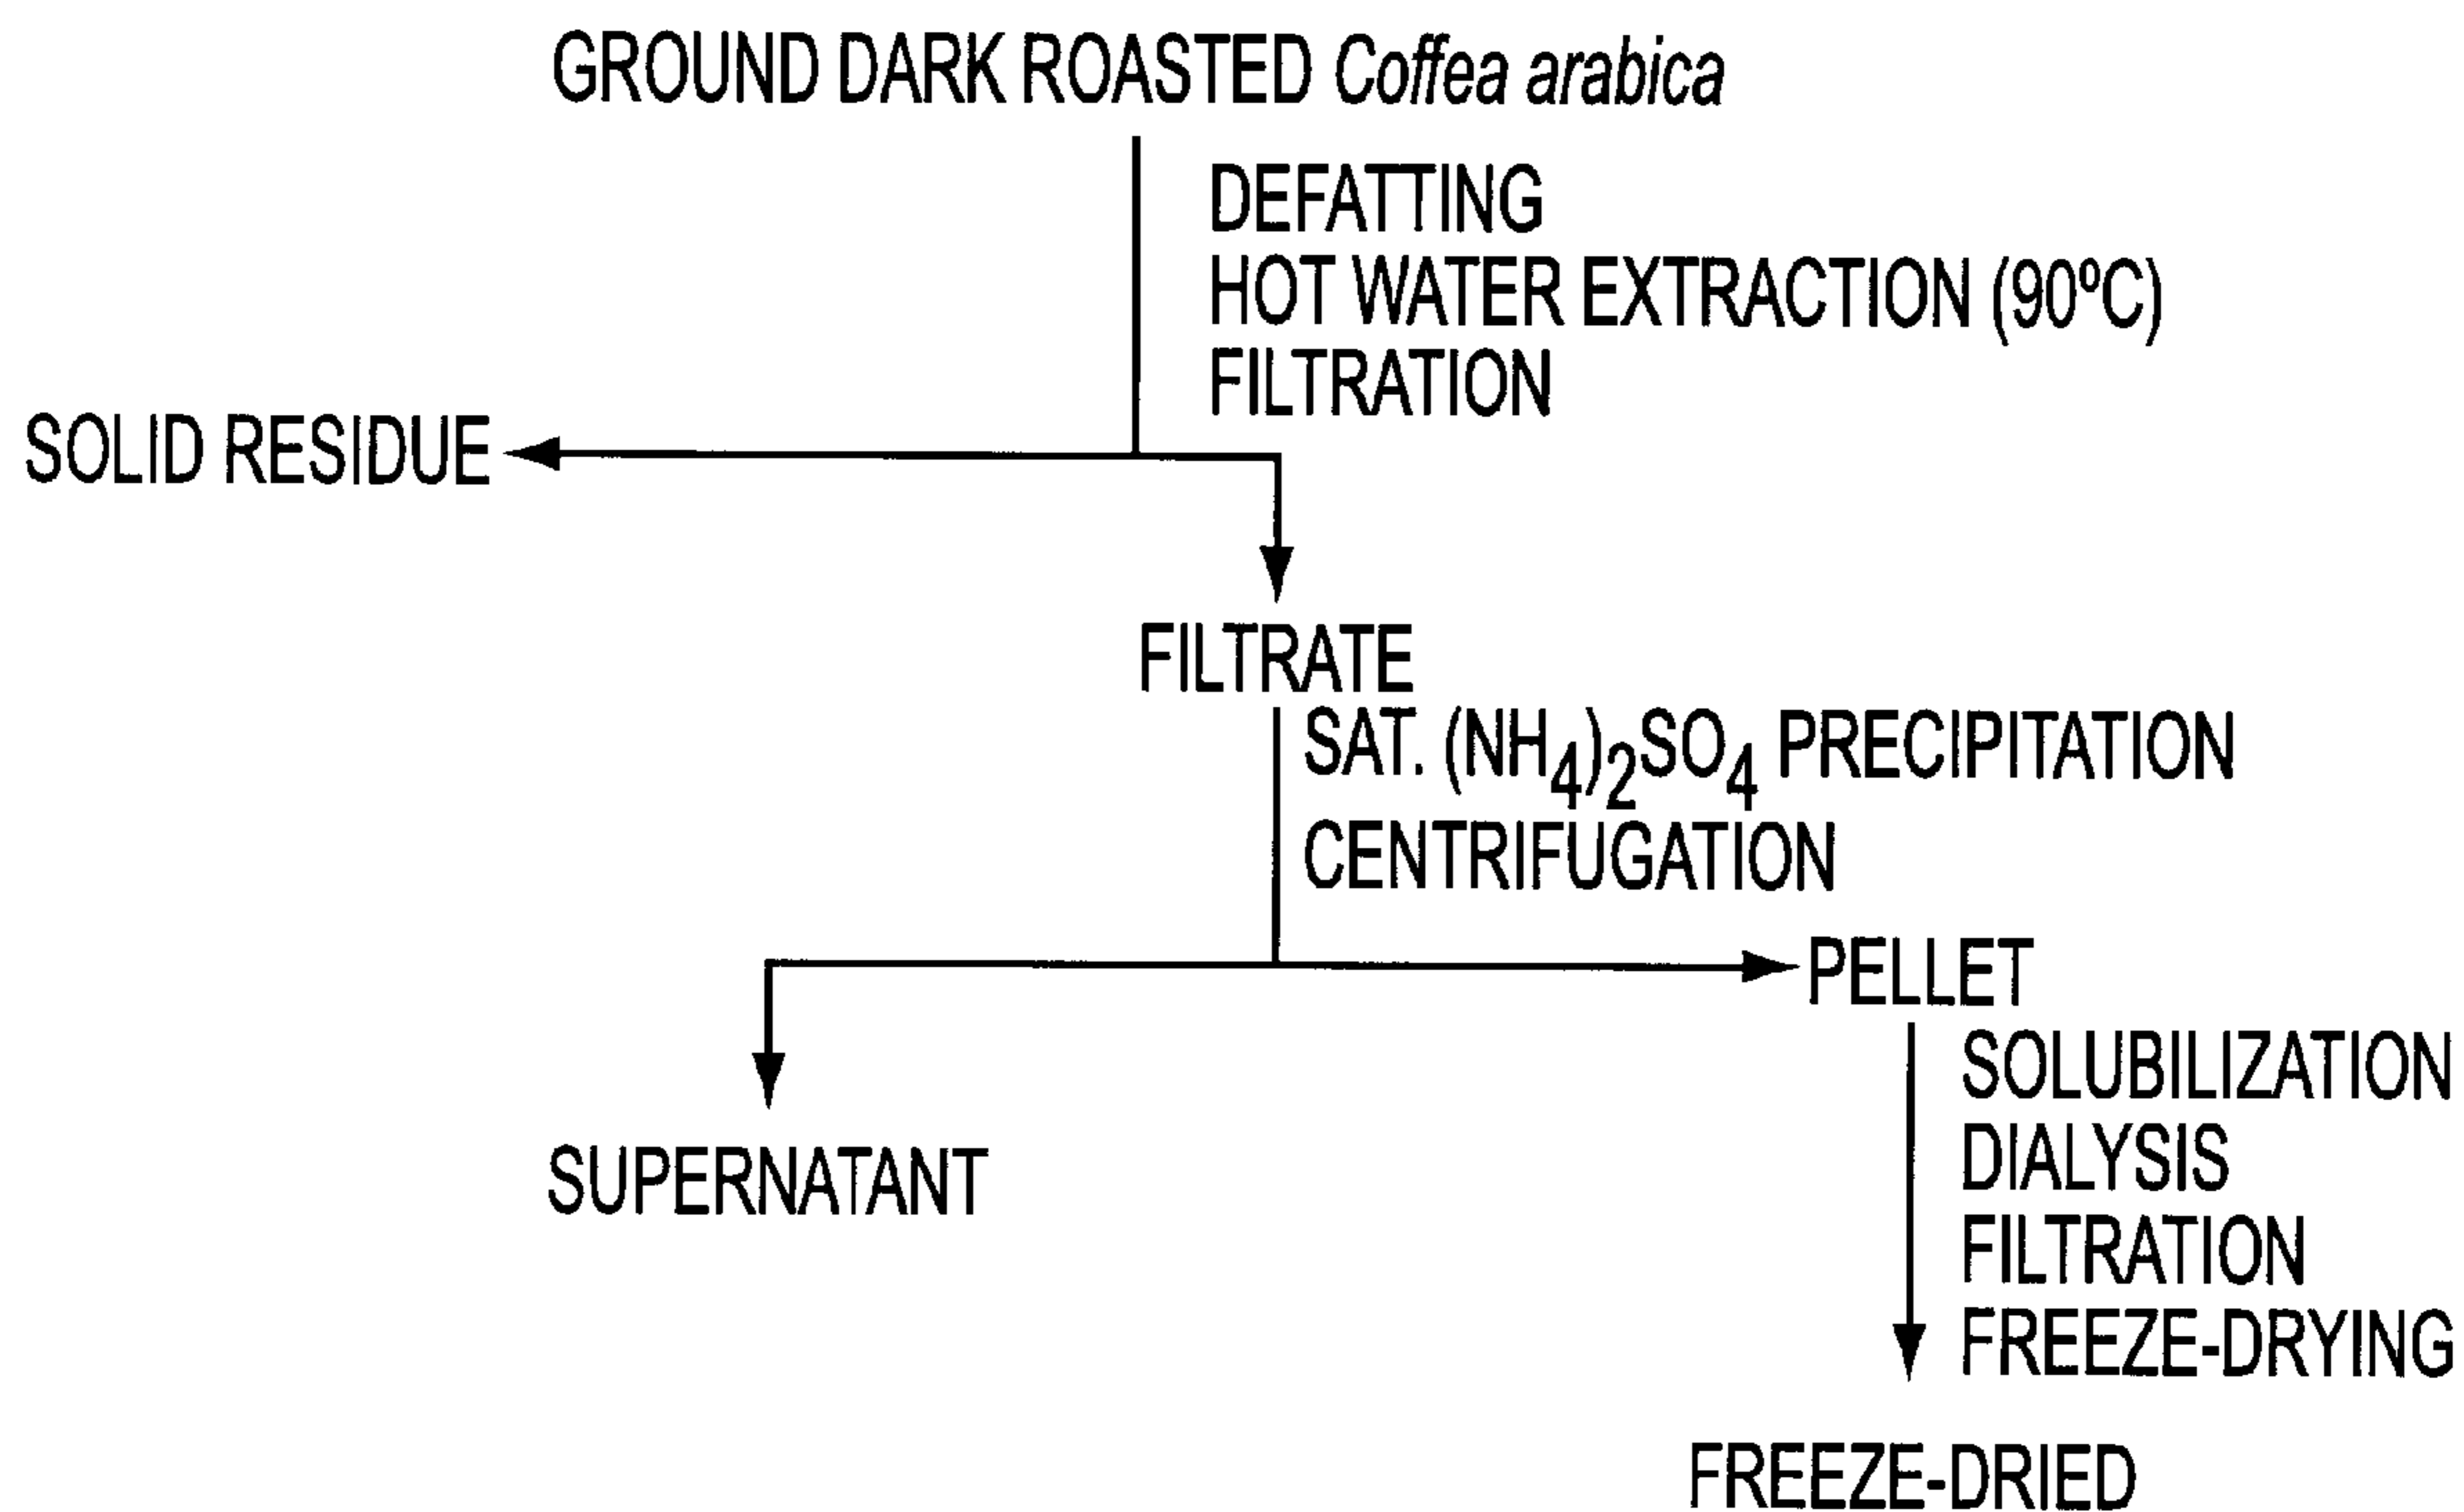 GROUND DARK ROASTED Coffea arabica
DEFATTING
HOT WATER EXTRACTION (90ºC)
FILTRATION
SOLID RESIDUE
FILTRATE
SAT. (NH4)2SO4 PRECIPITATION
CENTRIFUGATION
PELLET
SOLUBILIZATION
DIALYSIS
FILTRATION
FREEZE-DRYING
SUPERNATANT
FREEZE-DRIED